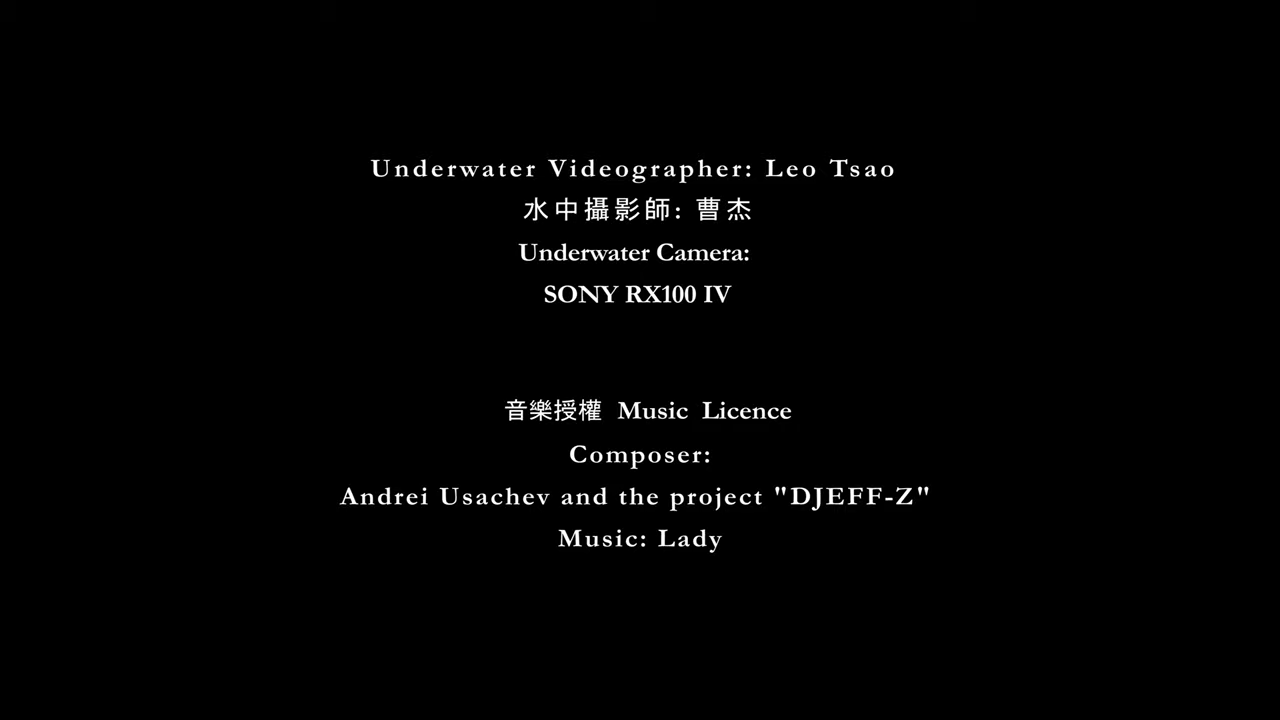 Underwater Videographer: Leo Tsao
水中攝影師: 曹杰
Underwater Camera:
SONY RX100 IV
音樂授權 Music Licence
Composer:
Andrei Usachev and the project "DJEFF-Z"
Music: Lady